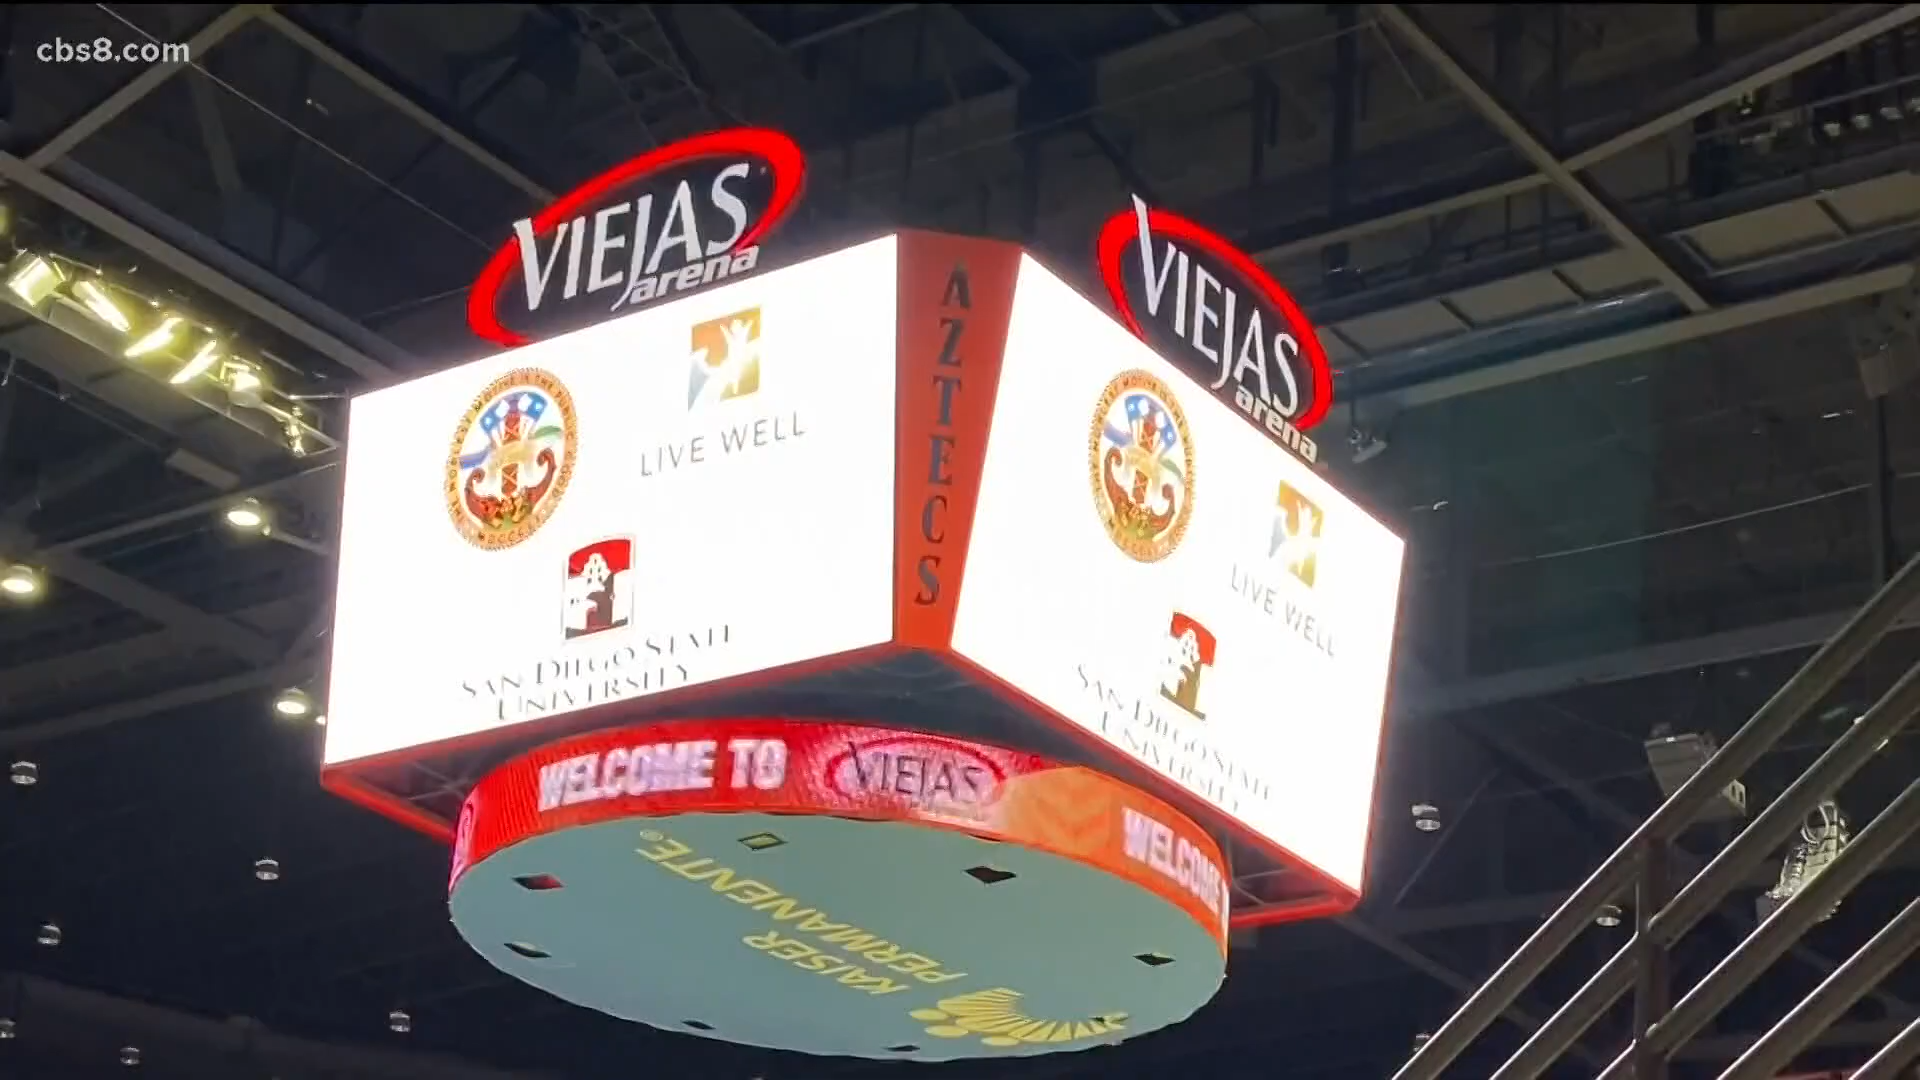 cbs8.com
VIEJAS
arena
VIEJAS
arena
AZTECS
LIVE WELL
SAN DIEGO STATE
UNIVERSITY
LIVE WELL
SAN DIEGO STATE
UNIVERSITY
WELCOME TO VIEJAS
WELCOME
KAISER
PERMANENTE®